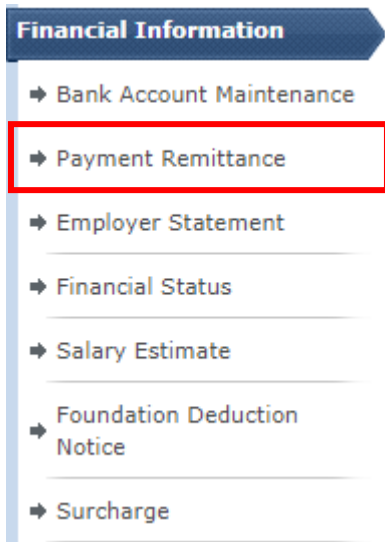 Financial Information
Bank Account Maintenance
Payment Remittance
Employer Statement
Financial Status
Salary Estimate
Foundation Deduction
Notice
Surcharge